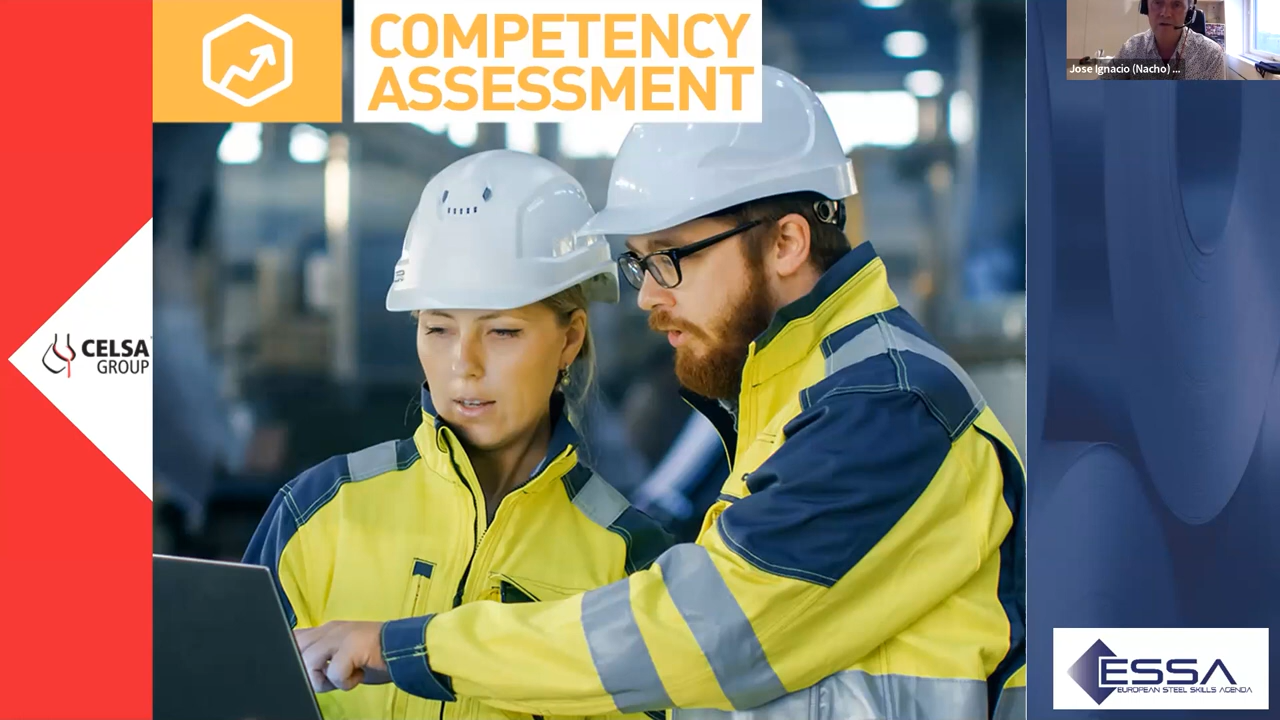 COMPETENCY
ASSESSMENT
Jose Ignacio (Nacho) ...
CELSA
GROUP
ESSA
EUROPEAN STEEL SKILLS AGENDA